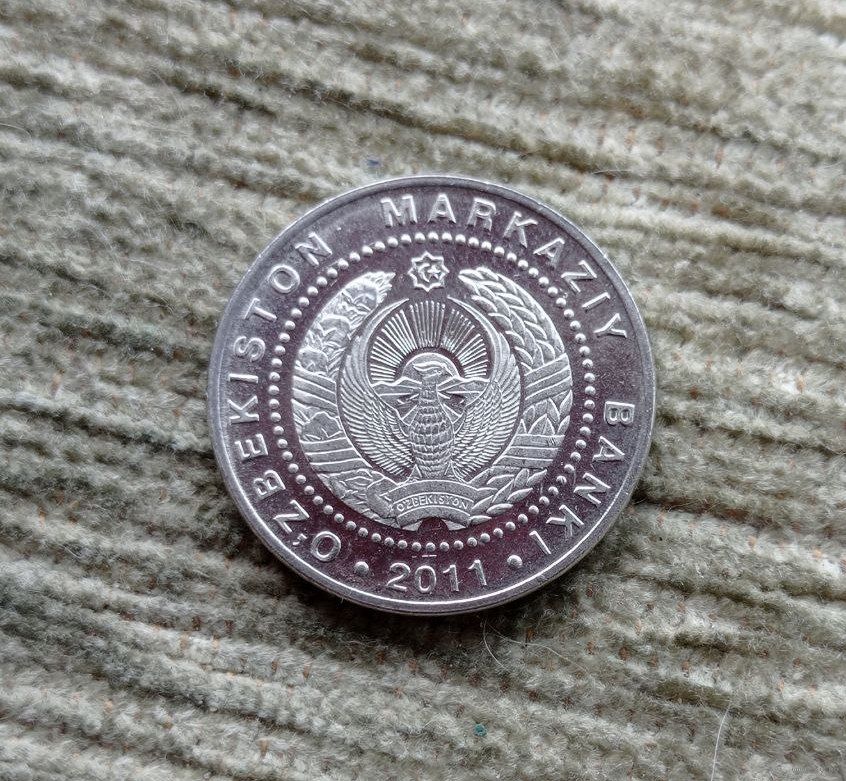 O'ZBEKISTON MARKAZIY BANKI
O'ZBEKISTON
• 2011 •